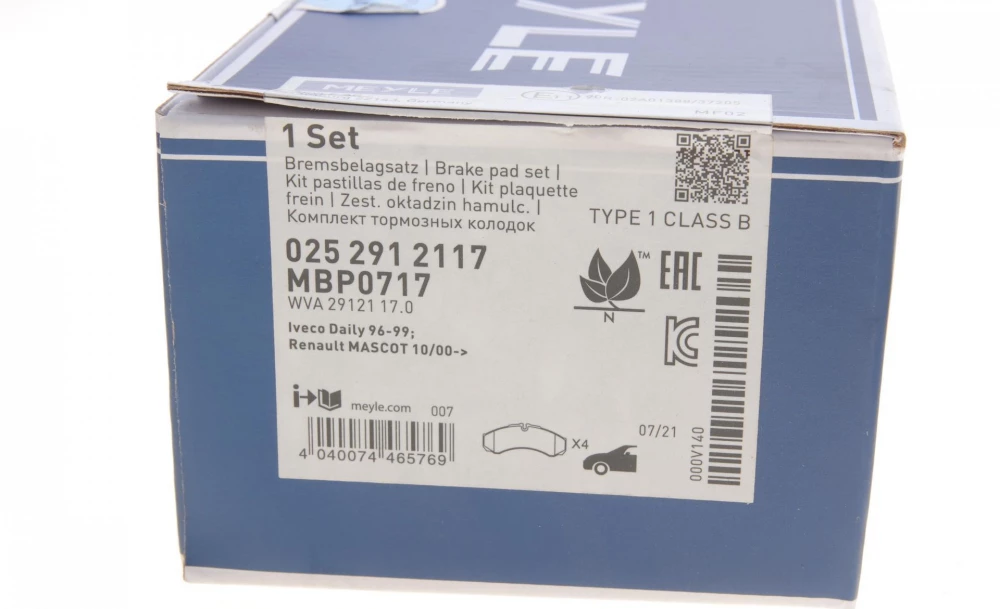 YLE
MEYLE
Germany
MF02
1 Set
Bremsbelagsatz | Brake pad set |
Kit pastillas de freno | Kit plaquette
frein | Zest. okładzin hamulc. |
Комплект тормозных колодок
TYPE 1 CLASS B
025 291 2117
MBP0717
WVA 29121 17.0
Iveco Daily 96-99;
Renault MASCOT 10/00->
TM
N
EAC
i
meyle.com 007
4 040074 465769
X4
07/21
000V140